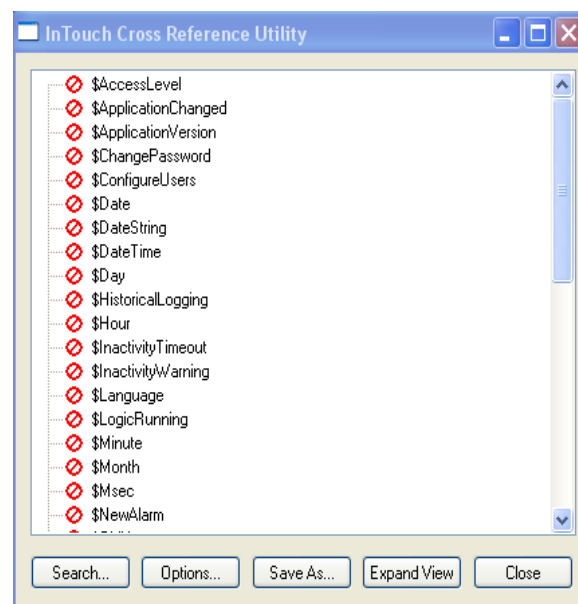 InTouch Cross Reference Utility
$AccessLevel
$ApplicationChanged
$ApplicationVersion
$ChangePassword
$ConfigureUsers
$Date
$DateString
$DateTime
$Day
$HistoricalLogging
$Hour
$InactivityTimeout
$InactivityWarning
$Language
$LogicRunning
$Minute
$Month
$Msec
$NewAlarm
Search... Options... Save As... Expand View Close